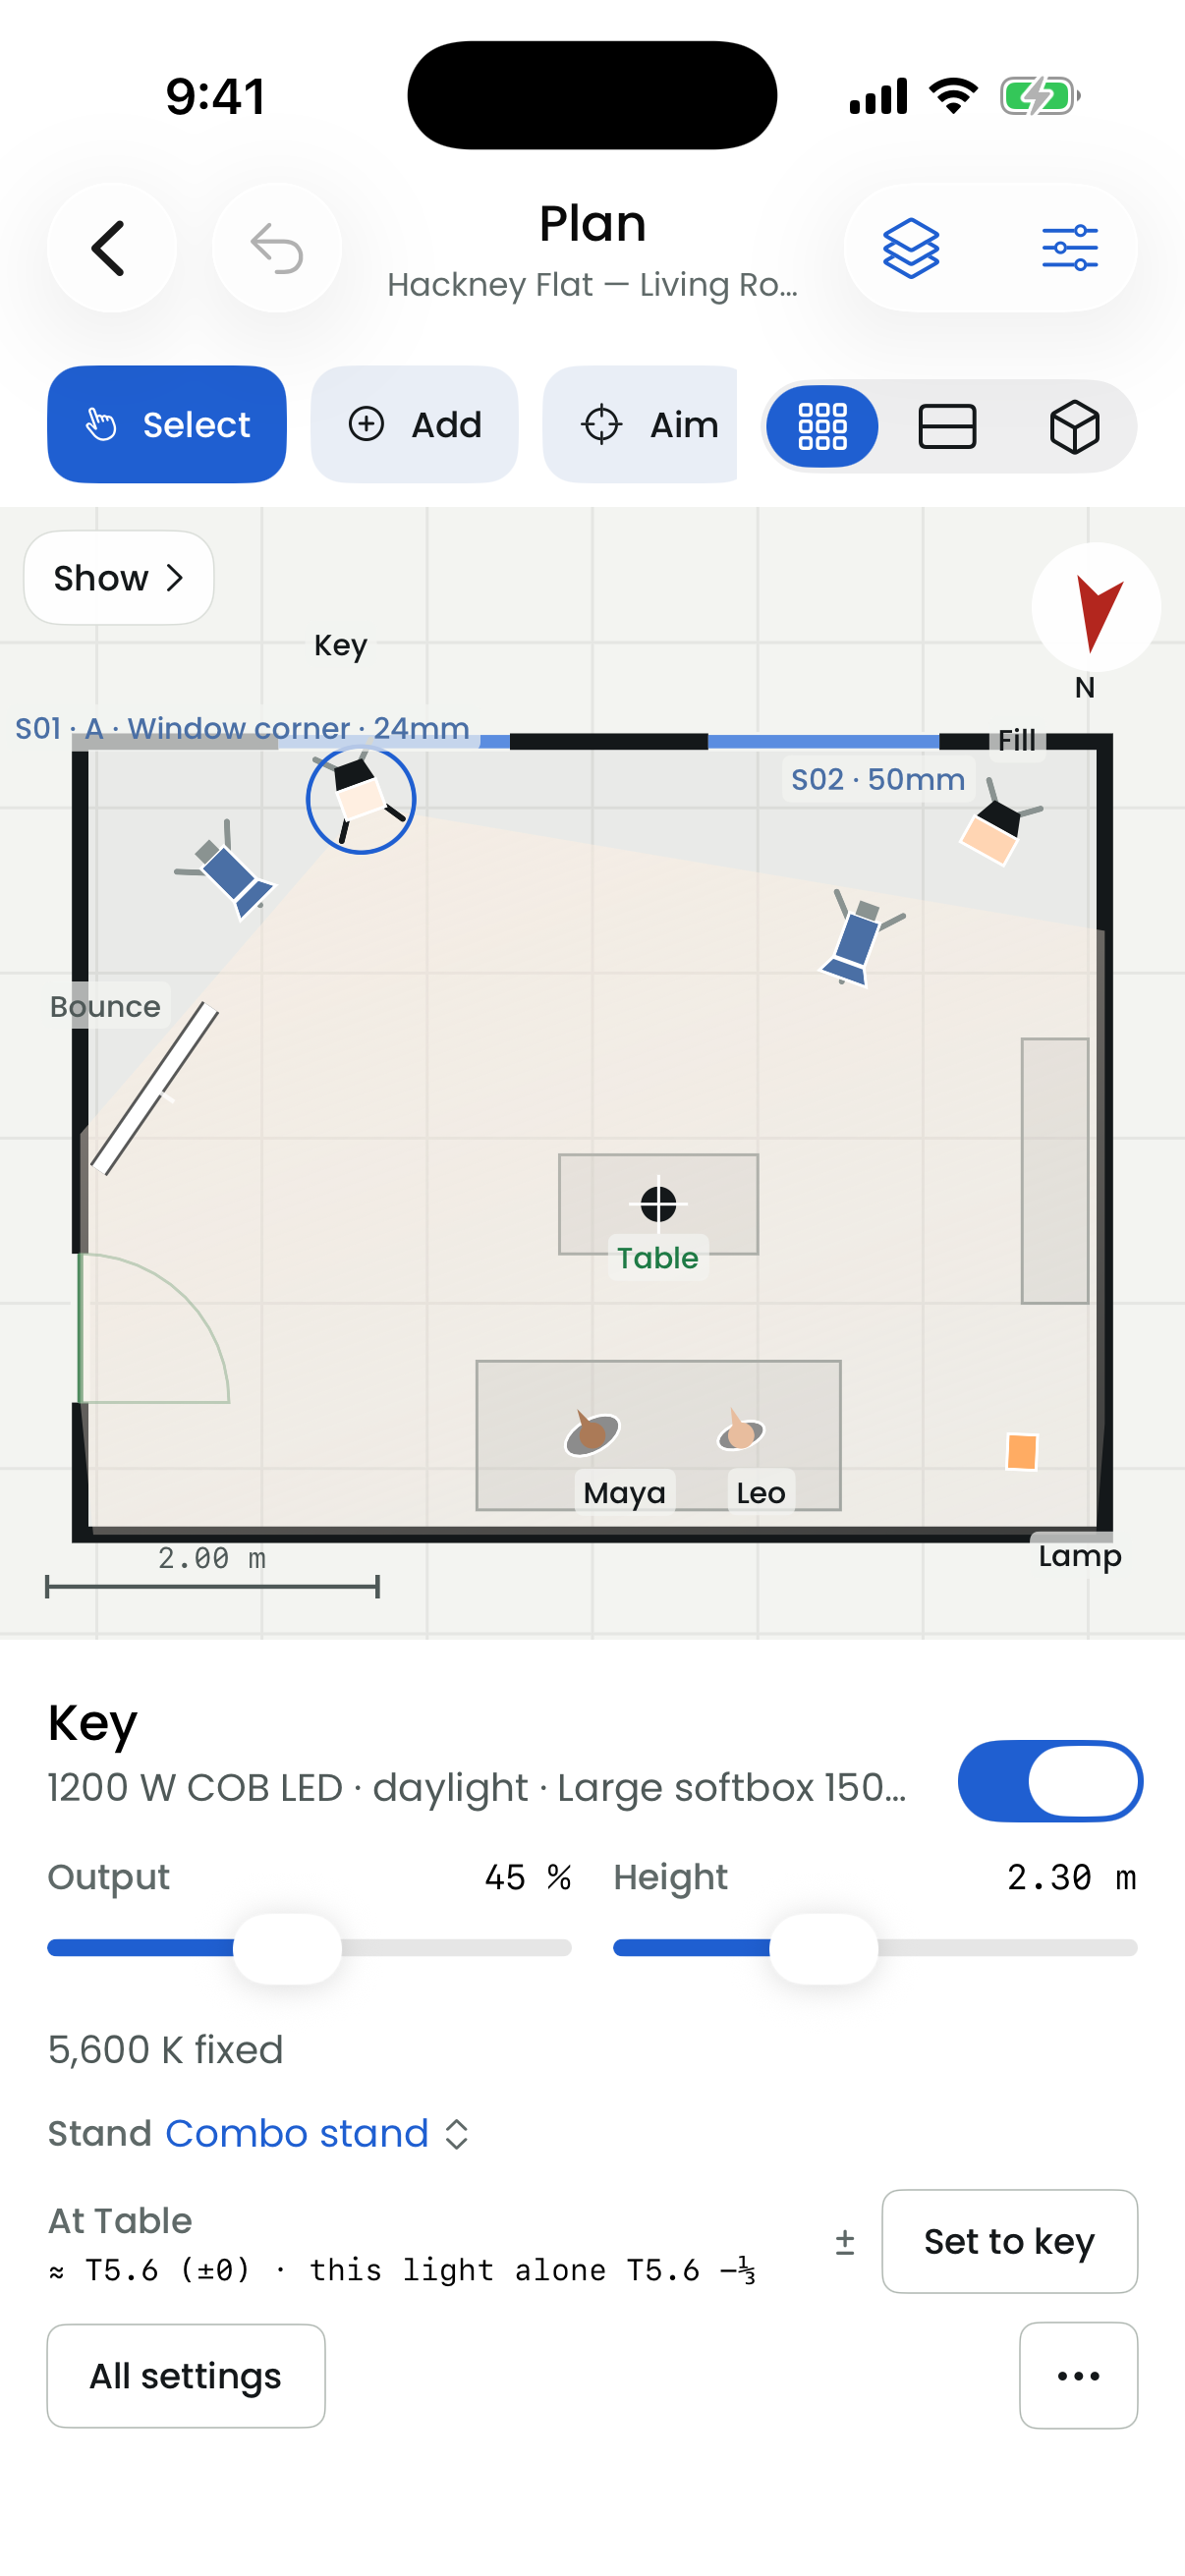 9:41
Plan
Hackney Flat — Living Ro...
Select
Add
Aim
Show
N
Key
S01 · A · Window corner · 24mm
Fill
S02 · 50mm
Bounce
Table
Maya
Leo
Lamp
2.00 m
Key
1200 W COB LED · daylight · Large softbox 150...
Output 45 %
Height 2.30 m
5,600 K fixed
Stand Combo stand
At Table
≈ T5.6 (±0) · this light alone T5.6 −⅓
±
Set to key
All settings